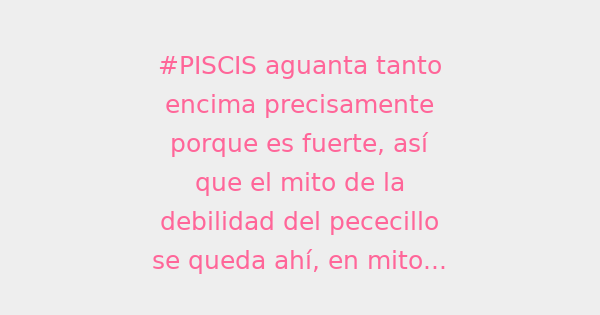 #PISCIS aguanta tanto
encima precisamente
porque es fuerte, así
que el mito de la
debilidad del pececillo
se queda ahí, en mito...